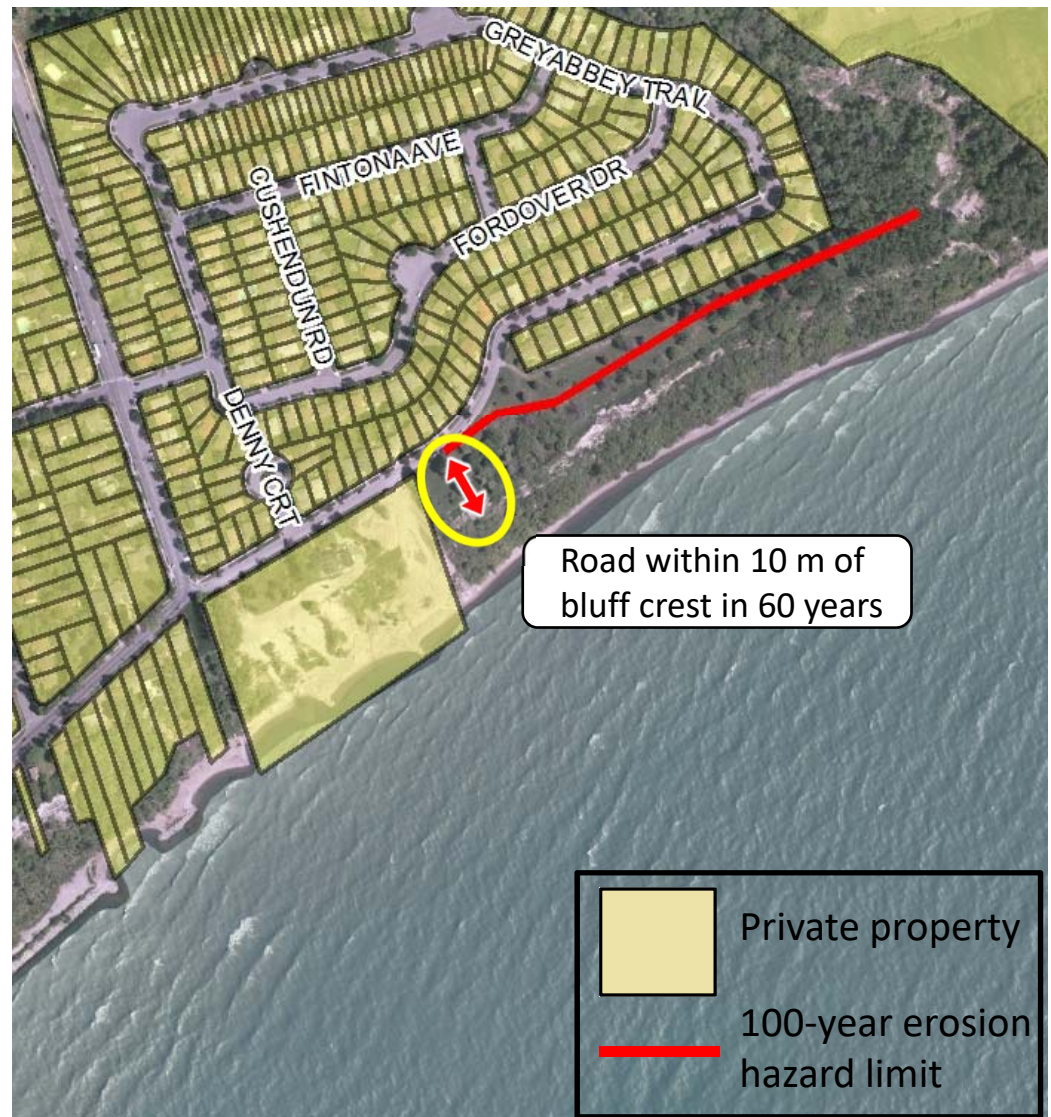 GREYABBEY TRAIL
FINTONA AVE
CUSHENDUN RD
FORDOVER DR
DENNY CRT
Road within 10 m of
bluff crest in 60 years
Private property
100-year erosion
hazard limit